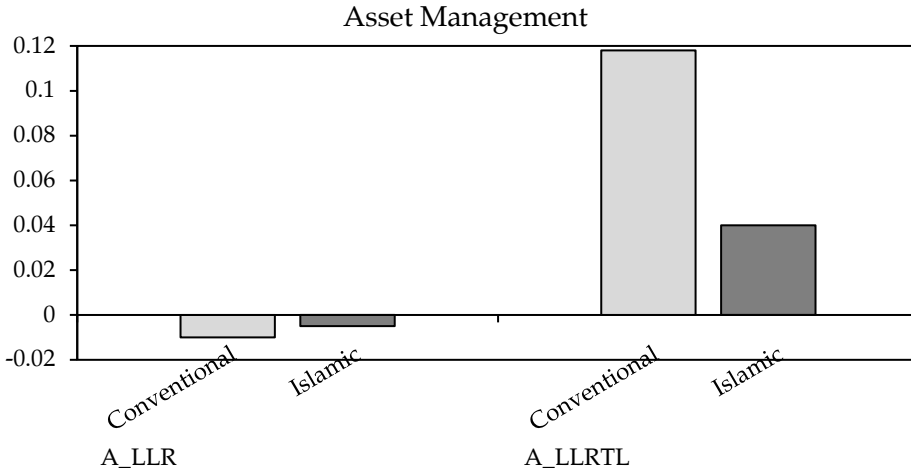 Asset Management
0.12
0.1
0.08
0.06
0.04
0.02
0
-0.02
Conventional
Islamic
Conventional
Islamic
A_LLR
A_LLRTL